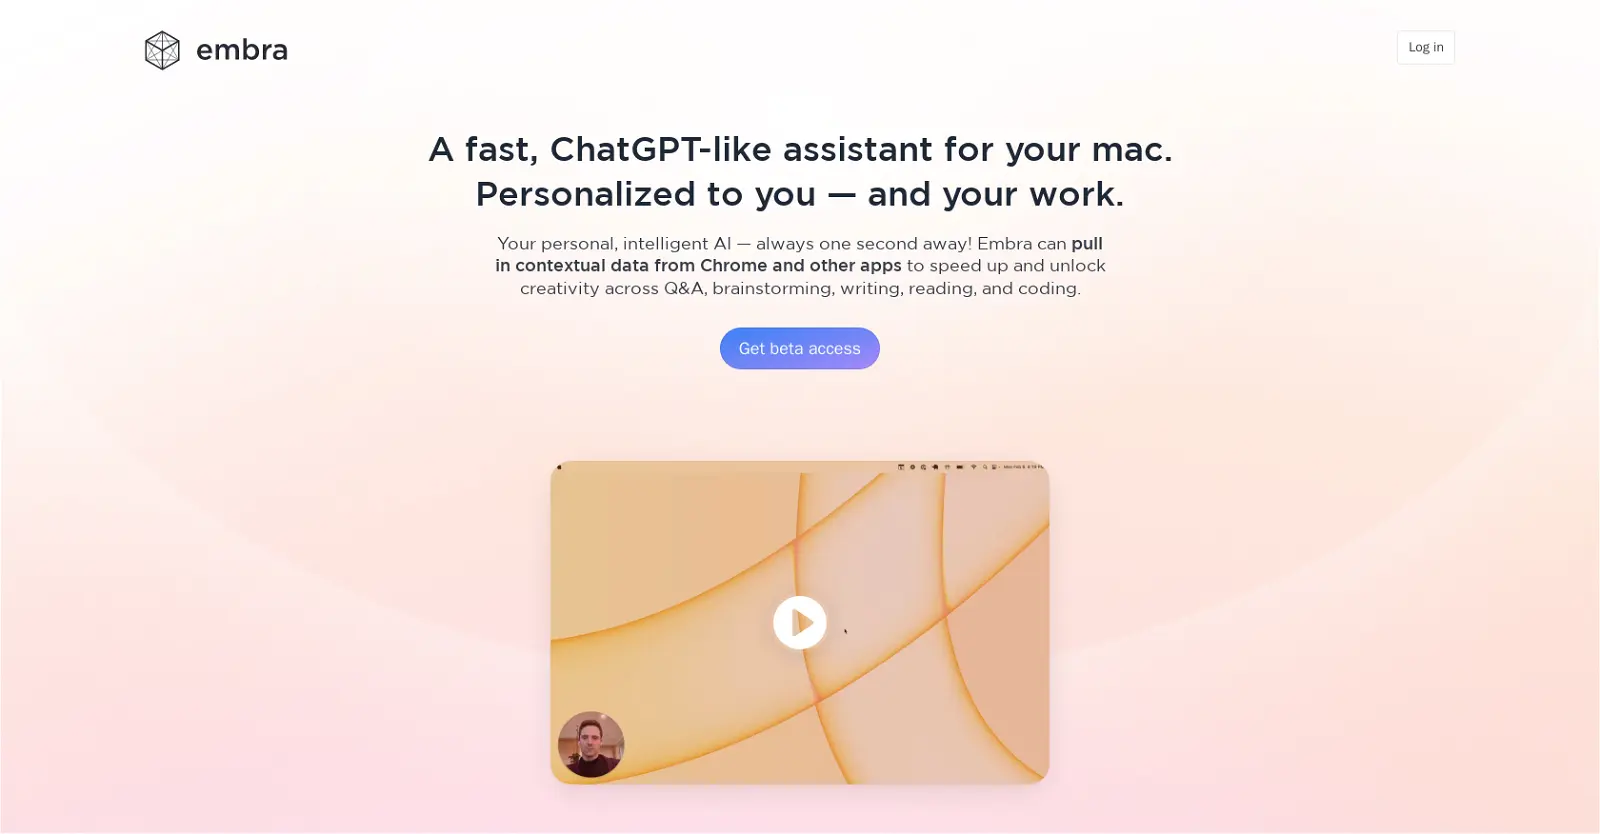 embra
Log in
A fast, ChatGPT-like assistant for your mac.
Personalized to you — and your work.
Your personal, intelligent AI — always one second away! Embra can pull
in contextual data from Chrome and other apps to speed up and unlock
creativity across Q&A, brainstorming, writing, reading, and coding.
Get beta access